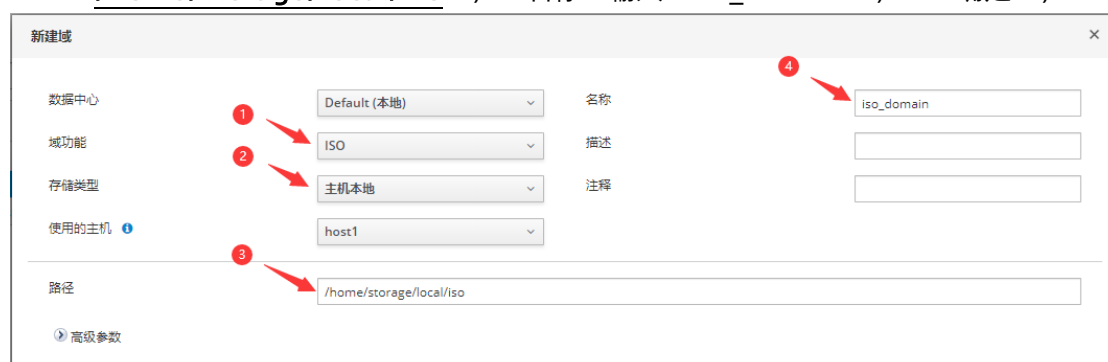 新建域 ×
4
数据中心 Default (本地) 名称 iso_domain
1
域功能 ISO 描述
2
存储类型 主机本地 注释
使用的主机 host1
3
路径 /home/storage/local/iso
高级参数